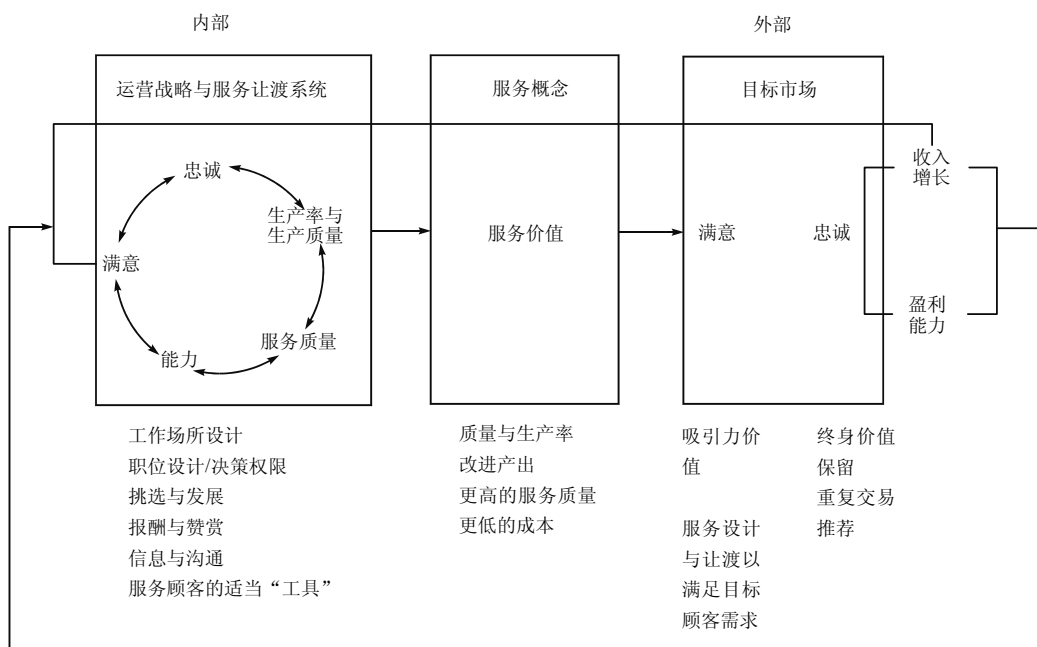 内部
外部
运营战略与服务让渡系统
服务概念
目标市场
忠诚
生产率与
生产质量
满意
能力
服务质量
服务价值
满意
忠诚
收入
增长
盈利
能力
工作场所设计
职位设计/决策权限
挑选与发展
报酬与赞赏
信息与沟通
服务顾客的适当“工具”
质量与生产率
改进产出
更高的服务质量
更低的成本
吸引力价
值
服务设计
与让渡以
满足目标
顾客需求
终身价值
保留
重复交易
推荐